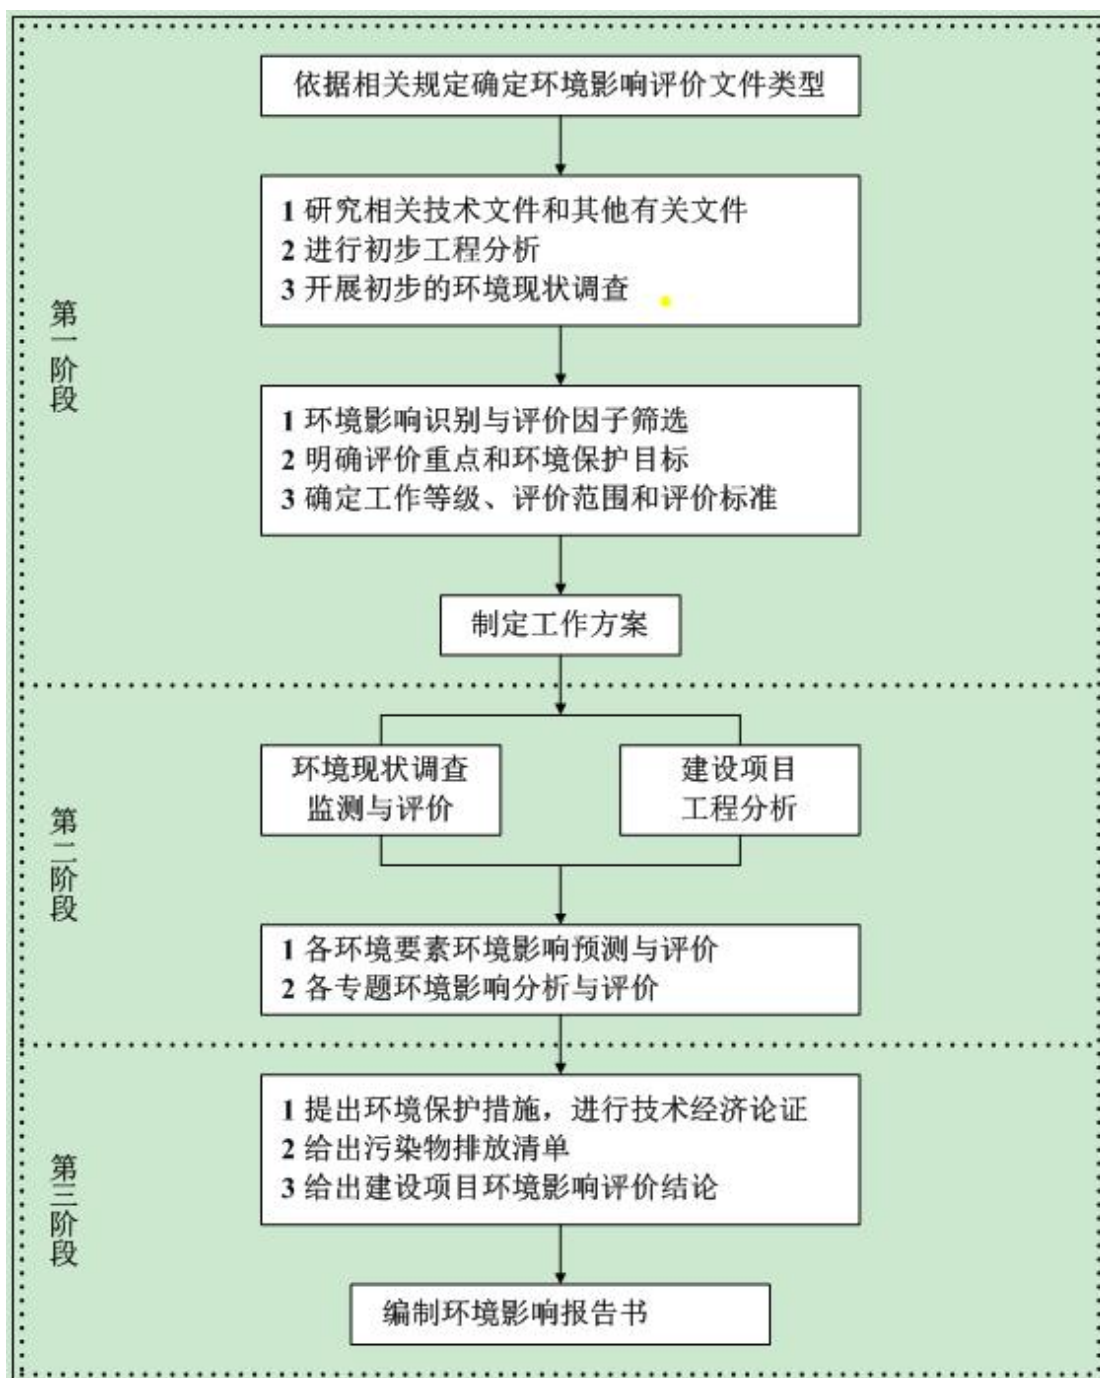 依据相关规定确定环境影响评价文件类型
1 研究相关技术文件和其他有关文件
2 进行初步工程分析
3 开展初步的环境现状调查
第一阶段
1 环境影响识别与评价因子筛选
2 明确评价重点和环境保护目标
3 确定工作等级、评价范围和评价标准
制定工作方案
环境现状调查
监测与评价
建设项目
工程分析
第二阶段
1 各环境要素环境影响预测与评价
2 各专题环境影响分析与评价
1 提出环境保护措施，进行技术经济论证
2 给出污染物排放清单
3 给出建设项目环境影响评价结论
第三阶段
编制环境影响报告书